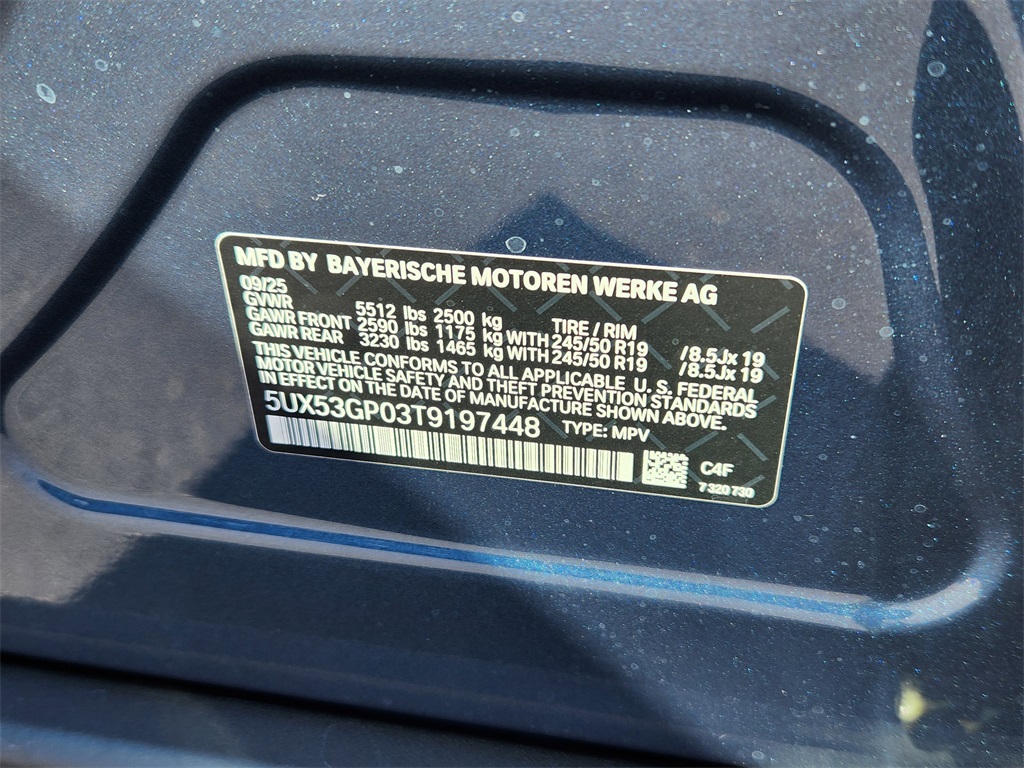 MFD BY BAYERISCHE MOTOREN WERKE AG
09/25
GVWR 5512 lbs 2500 kg TIRE / RIM
GAWR FRONT 2590 lbs 1175 kg WITH 245/50 R19 /8.5Jx 19
GAWR REAR 3230 lbs 1465 kg WITH 245/50 R19 /8.5Jx 19
THIS VEHICLE CONFORMS TO ALL APPLICABLE U.S. FEDERAL
MOTOR VEHICLE SAFETY AND THEFT PREVENTION STANDARDS
IN EFFECT ON THE DATE OF MANUFACTURE SHOWN ABOVE.
5UX53GP03T9197448 TYPE: MPV
C4F
7 320 730